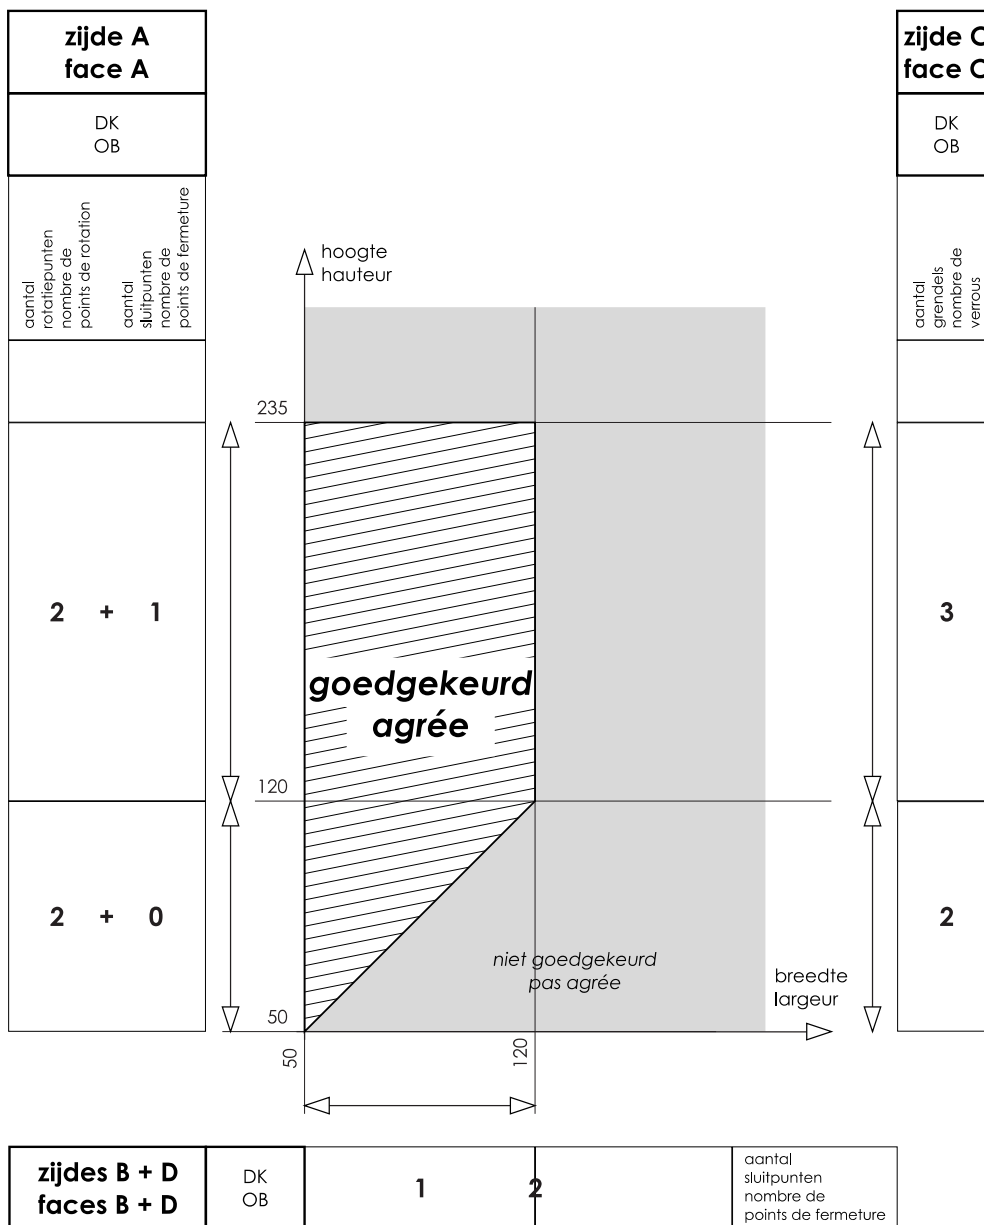 zijde A
face A
DK
OB
aantal
rotatiepunten
nombre de
points de rotation
aantal
sluitpunten
nombre de
points de fermeture
2 + 1
2 + 0
hoogte
hauteur
235
120
50
goedgekeurd
agrée
niet goedgekeurd
pas agrée
breedte
largeur
50
120
zijde C
face C
DK
OB
aantal
grendels
nombre de
verrous
3
2
zijdes B + D
faces B + D
DK
OB
1
2
aantal
sluitpunten
nombre de
points de fermeture